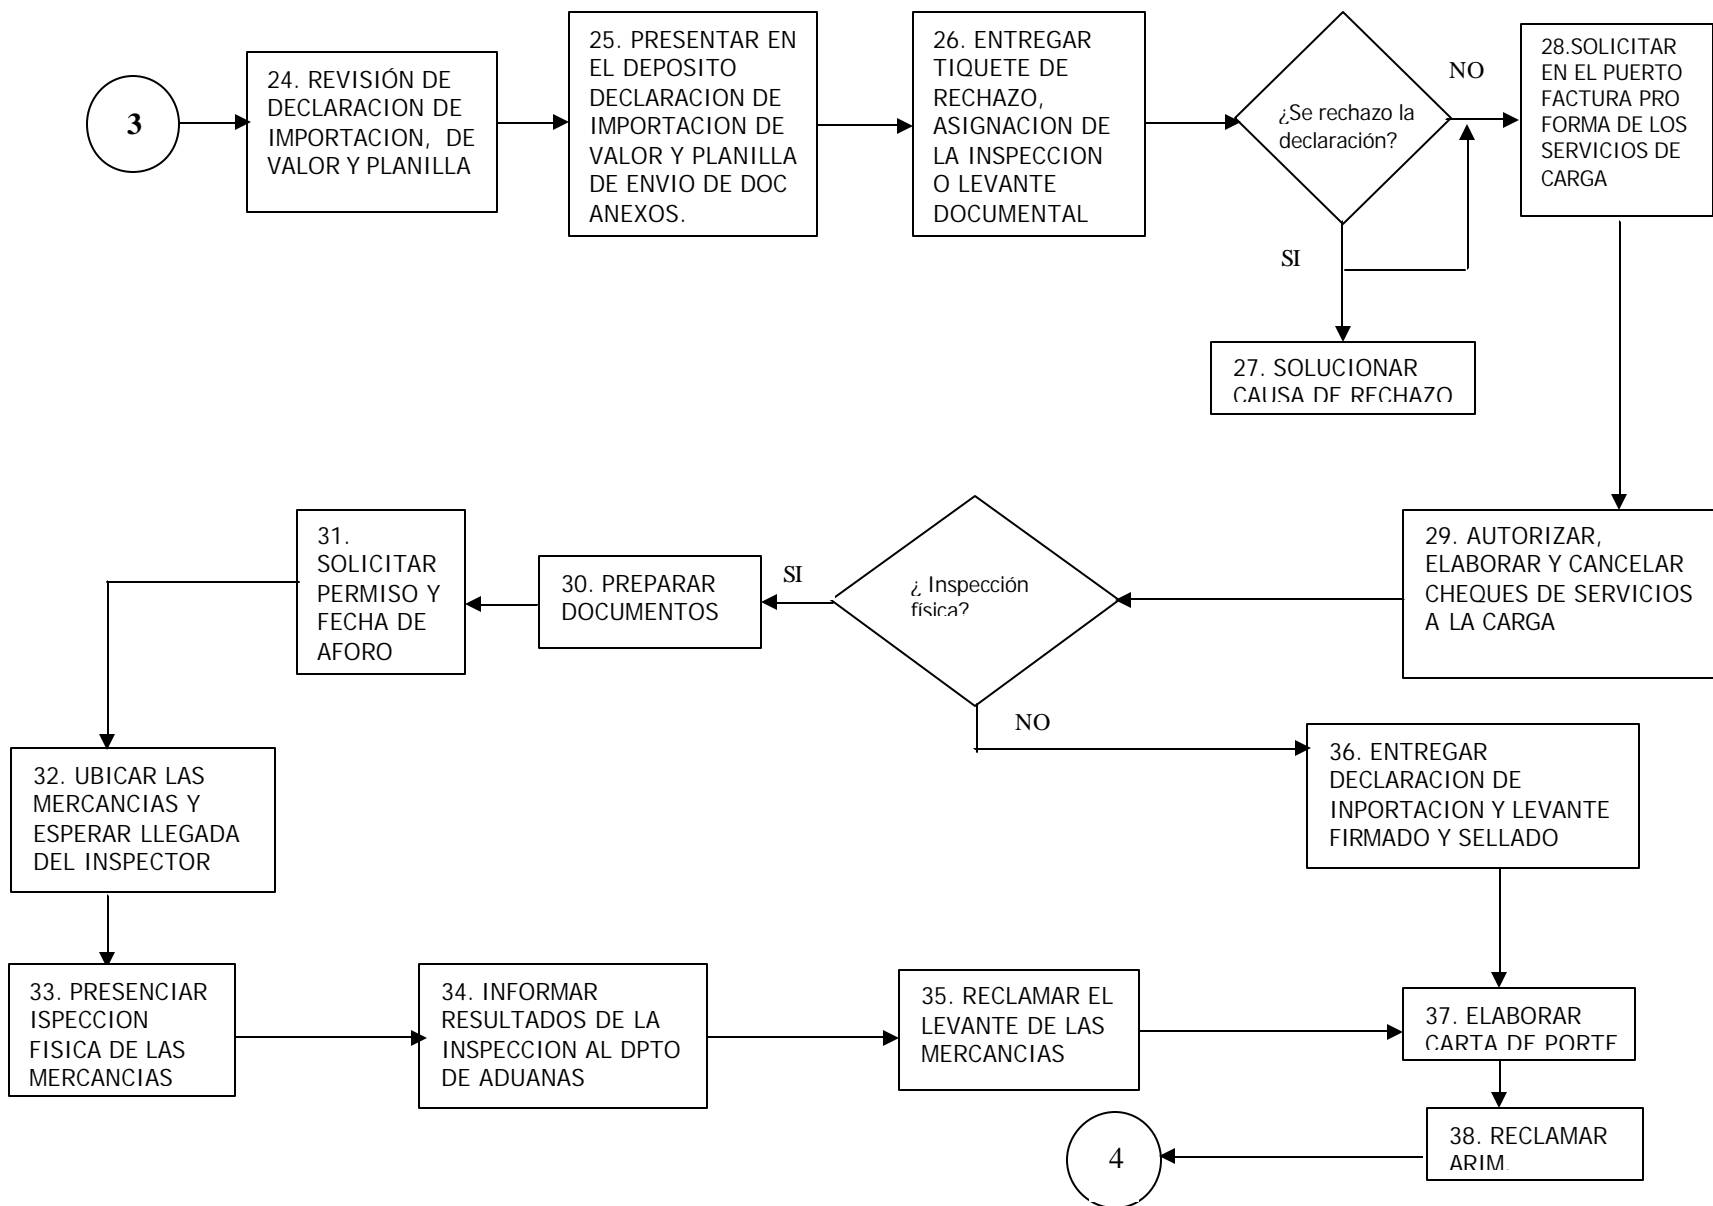 3
24. REVISIÓN DE
DECLARACION DE
IMPORTACION, DE
VALOR Y PLANILLA
25. PRESENTAR EN
EL DEPOSITO
DECLARACION DE
IMPORTACION DE
VALOR Y PLANILLA
DE ENVIO DE DOC
ANEXOS.
26. ENTREGAR
TIQUETE DE
RECHAZO,
ASIGNACION DE
LA INSPECCION
O LEVANTE
DOCUMENTAL
¿Se rechazo la
declaración?
NO
SI
28.SOLICITAR
EN EL PUERTO
FACTURA PRO
FORMA DE LOS
SERVICIOS DE
CARGA
27. SOLUCIONAR
CAUSA DE RECHAZO
29. AUTORIZAR,
ELABORAR Y CANCELAR
CHEQUES DE SERVICIOS
A LA CARGA
¿ Inspección
física?
SI
NO
30. PREPARAR
DOCUMENTOS
31.
SOLICITAR
PERMISO Y
FECHA DE
AFORO
32. UBICAR LAS
MERCANCIAS Y
ESPERAR LLEGADA
DEL INSPECTOR
33. PRESENCIAR
ISPECCION
FISICA DE LAS
MERCANCIAS
34. INFORMAR
RESULTADOS DE LA
INSPECCION AL DPTO
DE ADUANAS
35. RECLAMAR EL
LEVANTE DE LAS
MERCANCIAS
36. ENTREGAR
DECLARACION DE
INPORTACION Y LEVANTE
FIRMADO Y SELLADO
37. ELABORAR
CARTA DE PORTE
38. RECLAMAR
ARIM.
4